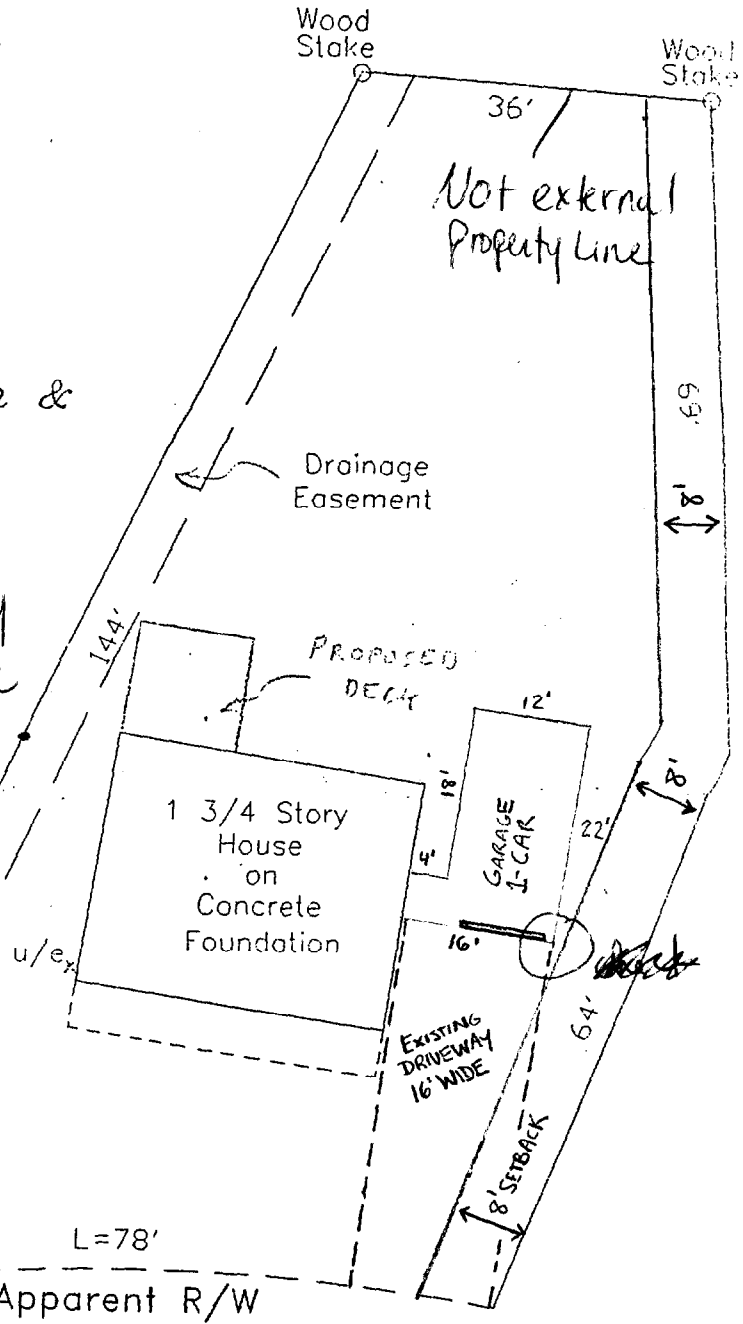 Wood
Stake
Wood
Stake
36'
Not external
Property Line
&
69'
Drainage
Easement
8'
144'
PROPOSED
DECK
12'
8'
18'
1 3/4 Story
House
on
Concrete
Foundation
GARAGE
1-CAR
22'
4'
u/e
16'
64'
EXISTING
DRIVEWAY
16' WIDE
8' SETBACK
L=78'
Apparent R/W